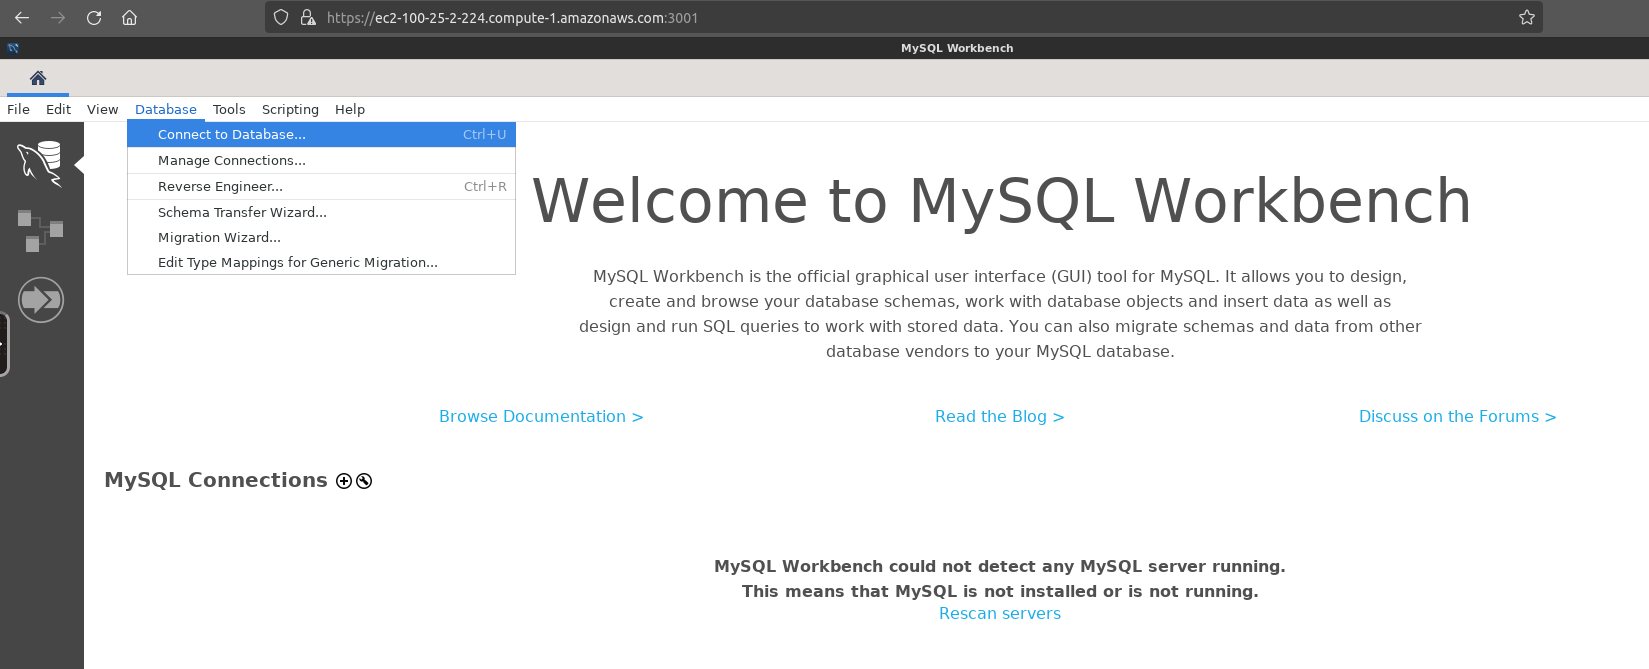 https://ec2-100-25-2-224.compute-1.amazonaws.com:3001
MySQL Workbench
File Edit View Database Tools Scripting Help
Connect to Database... Ctrl+U
Manage Connections...
Reverse Engineer... Ctrl+R
Schema Transfer Wizard...
Migration Wizard...
Edit Type Mappings for Generic Migration...
Welcome to MySQL Workbench
MySQL Workbench is the official graphical user interface (GUI) tool for MySQL. It allows you to design,
create and browse your database schemas, work with database objects and insert data as well as
design and run SQL queries to work with stored data. You can also migrate schemas and data from other
database vendors to your MySQL database.
Browse Documentation > Read the Blog > Discuss on the Forums >
MySQL Connections
MySQL Workbench could not detect any MySQL server running.
This means that MySQL is not installed or is not running.
Rescan servers